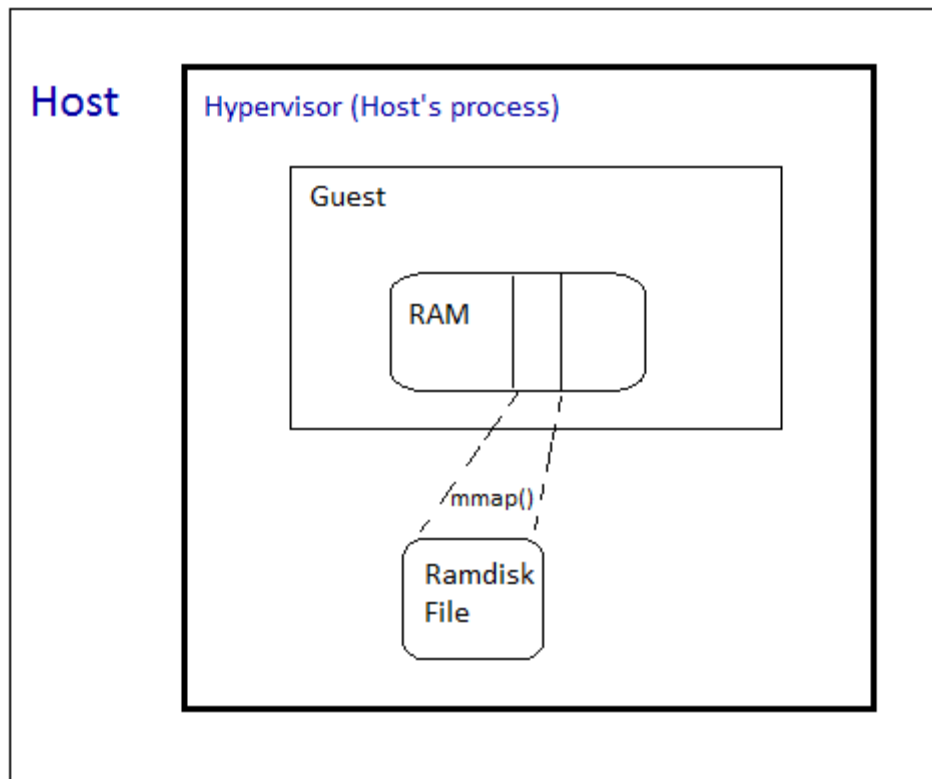 Host
Hypervisor (Host's process)
Guest
RAM
mmap()
Ramdisk
File